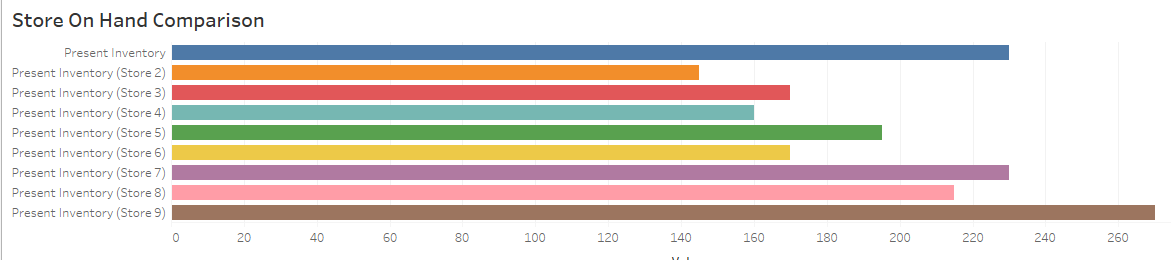 Store On Hand Comparison
Present Inventory
Present Inventory (Store 2)
Present Inventory (Store 3)
Present Inventory (Store 4)
Present Inventory (Store 5)
Present Inventory (Store 6)
Present Inventory (Store 7)
Present Inventory (Store 8)
Present Inventory (Store 9)
0 20 40 60 80 100 120 140 160 180 200 220 240 260